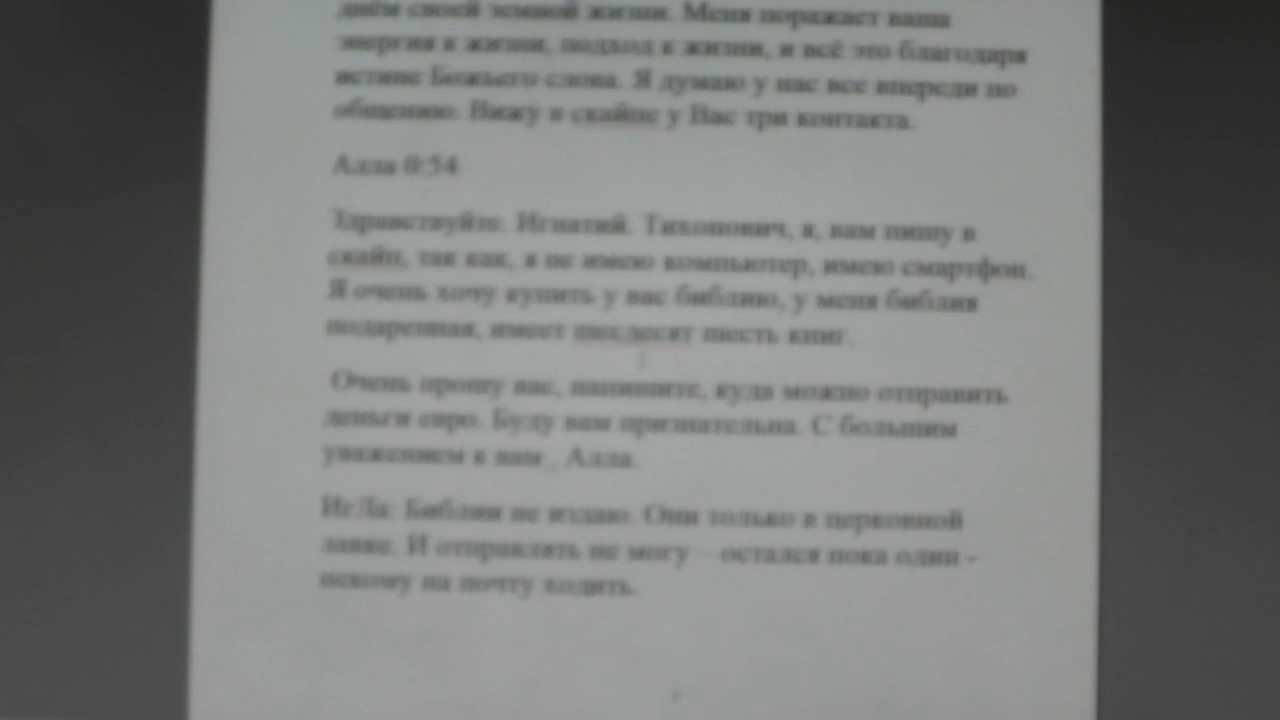 днём своей земной жизни. Меня поражает ваша
энергия к жизни, подход к жизни, и всё это благодаря
истине Божьего слова. Я думаю у нас все впереди по
общению. Вижу в скайпе у Вас три контакта.
Алла 0:54
Здравствуйте. Игнатий. Тихонович, я, вам пишу в
скайп, так как, я не имею компьютер, имею смартфон.
Я очень хочу купить у вас библию, у меня библия
подаренная, имеет шесдесят шесть книг.
Очень прошу вас, напишите, куда можно отправить
деньги евро. Буду вам признательна. С большим
уважением к вам , Алла.
ИгЛа: Библии не издаю. Они только в церковной
лавке. И отправлять не могу – остался пока один -
некому на почту ходить.